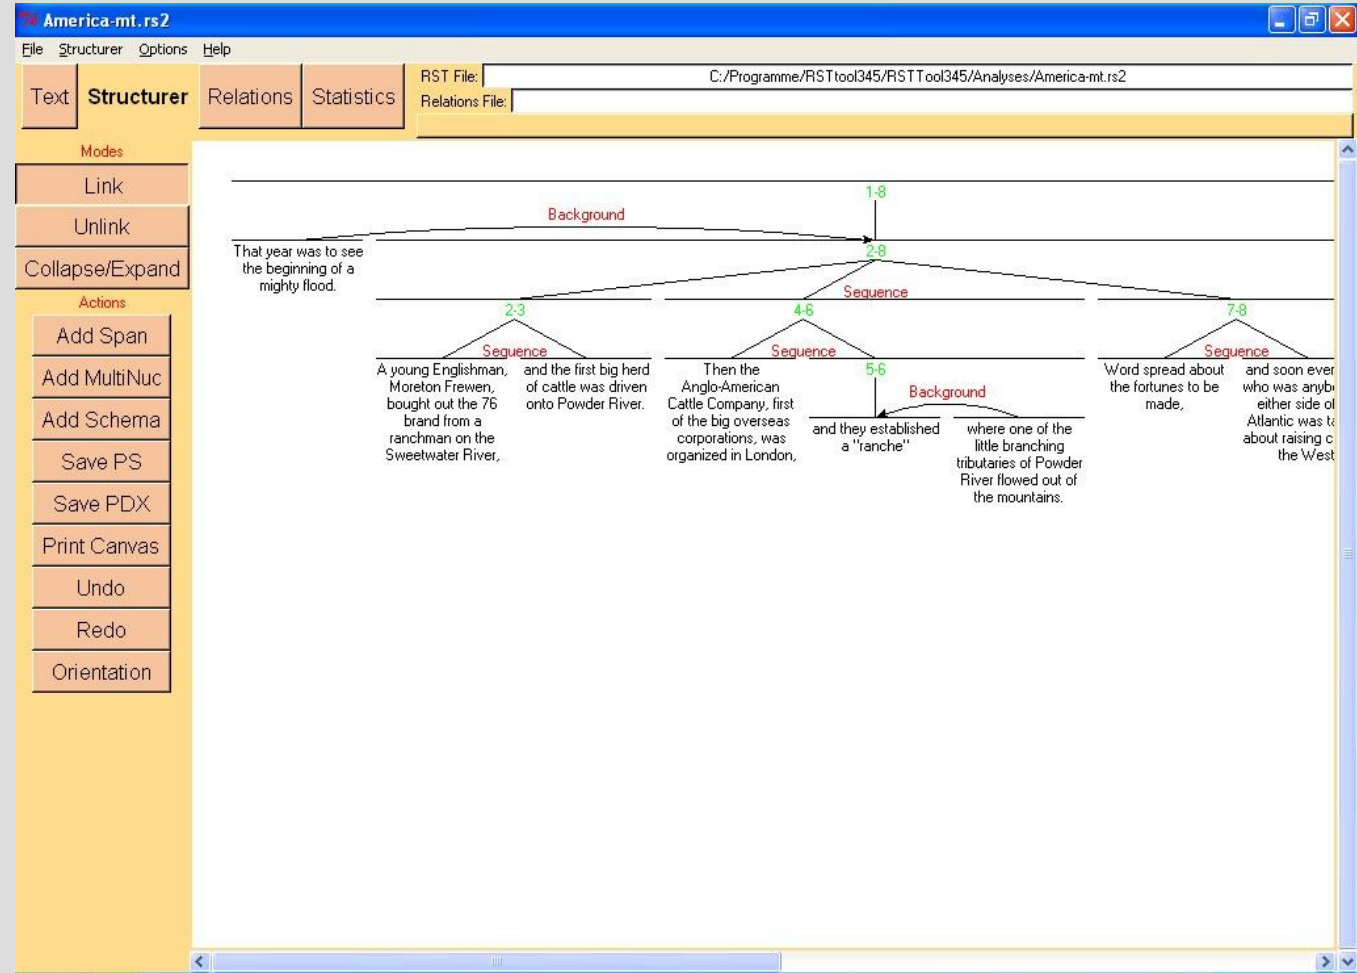 America-mt.rs2
File Structurer Options Help
Text Structurer Relations Statistics
RST File: C:/Programme/RSTtool345/RSTTool345/Analyses/America-mt.rs2
Relations File:
Modes
Link
Unlink
Collapse/Expand
Actions
Add Span
Add MultiNuc
Add Schema
Save PS
Save PDX
Print Canvas
Undo
Redo
Orientation
1-8
Background
2-8
That year was to see
the beginning of a
mighty flood.
Sequence
2-3
4-6
7-8
Sequence
Sequence
Sequence
A young Englishman,
Moreton Frewen,
bought out the 76
brand from a
ranchman on the
Sweetwater River,
and the first big herd
of cattle was driven
onto Powder River.
Then the
Anglo-American
Cattle Company, first
of the big overseas
corporations, was
organized in London,
5-6
Background
and they established
a "ranche"
where one of the
little branching
tributaries of Powder
River flowed out of
the mountains.
Word spread about
the fortunes to be
made,
and soon ever
who was anyb
either side of
Atlantic was ta
about raising c
the West